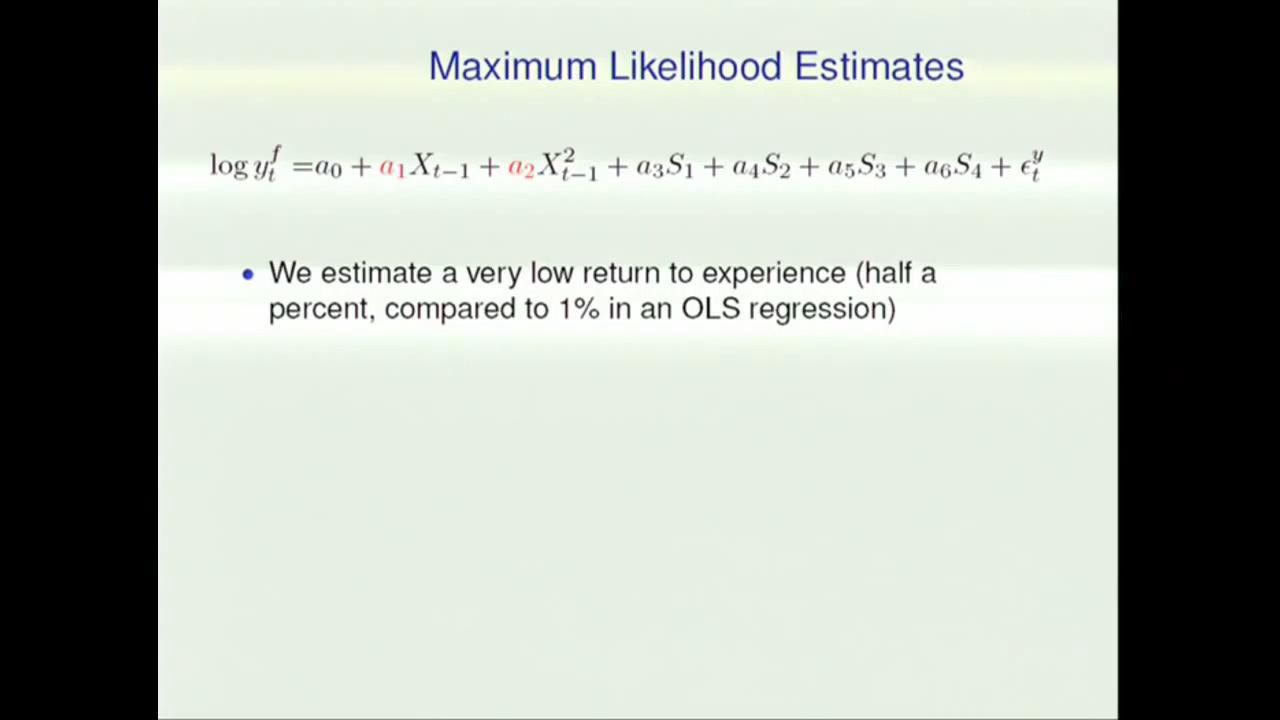 Maximum Likelihood Estimates
log y_t^f = a_0 + a_1 X_{t-1} + a_2 X_{t-1}^2 + a_3 S_1 + a_4 S_2 + a_5 S_3 + a_6 S_4 + ϵ_t^y
• We estimate a very low return to experience (half a
percent, compared to 1% in an OLS regression)